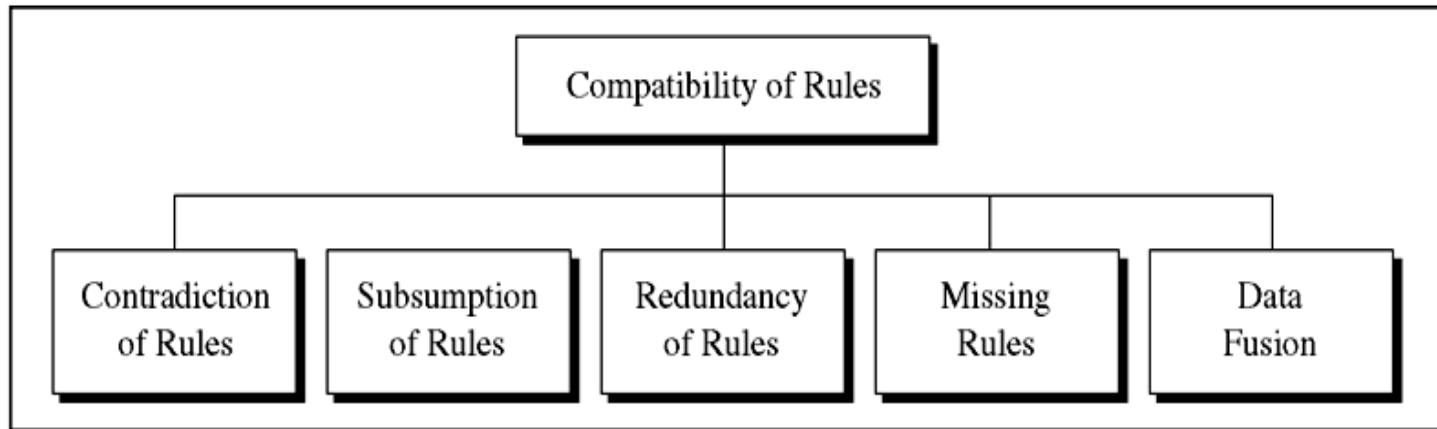 Compatibility of Rules
Contradiction
of Rules
Subsumption
of Rules
Redundancy
of Rules
Missing
Rules
Data
Fusion